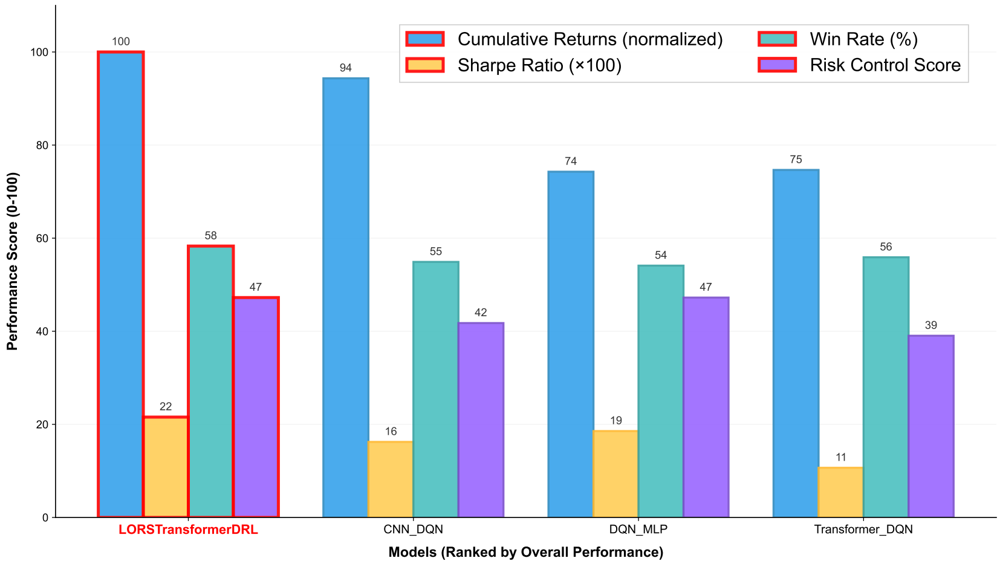 Cumulative Returns (normalized)
Sharpe Ratio (×100)
Win Rate (%)
Risk Control Score
Performance Score (0-100)
100
80
60
40
20
0
100
22
58
47
94
16
55
42
74
19
54
47
75
11
56
39
LORSTransformerDRL
CNN_DQN
DQN_MLP
Transformer_DQN
Models (Ranked by Overall Performance)